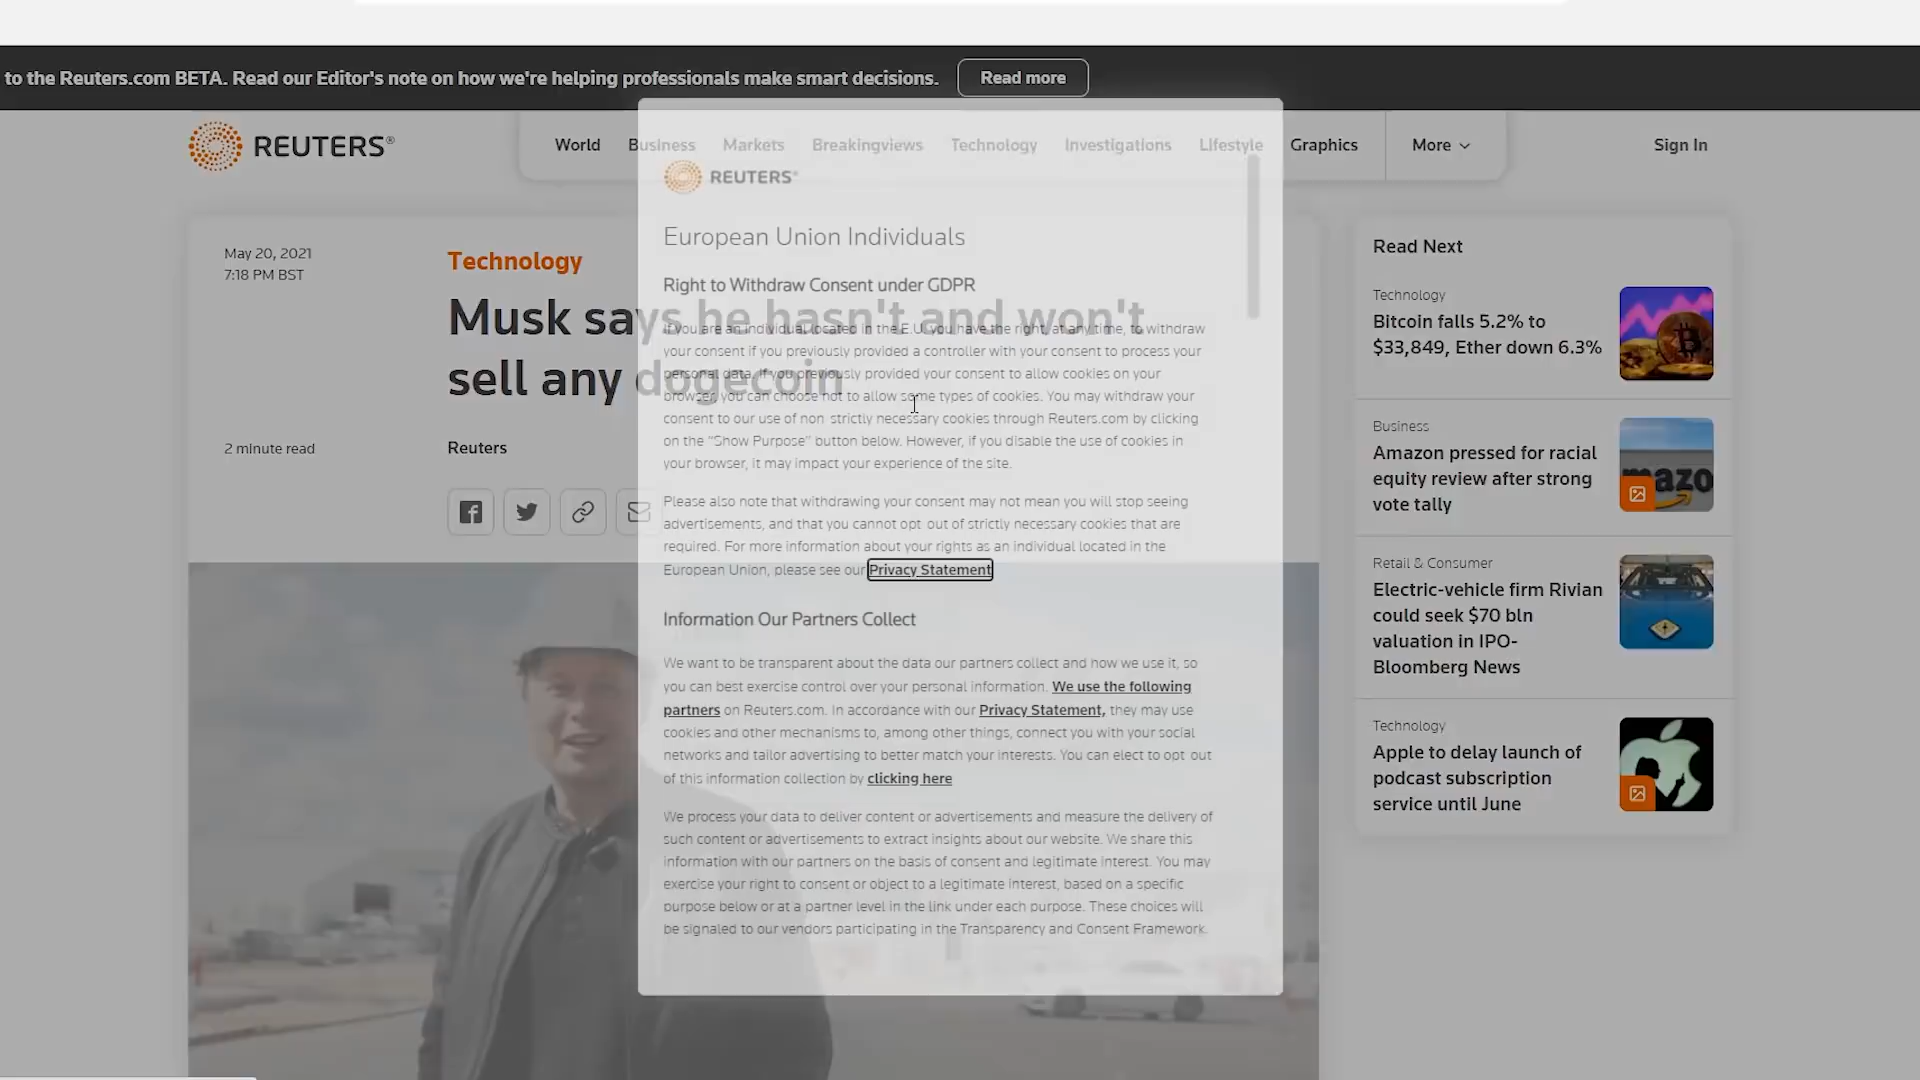 to the Reuters.com BETA. Read our Editor's note on how we're helping professionals make smart decisions.
Read more
REUTERS®
World
Business
Markets
Breakingviews
Technology
Investigations
Lifestyle
Graphics
More
Sign In
May 20, 2021
7:18 PM BST
2 minute read
Technology
Musk says he hasn't and won't
sell any dogecoin
Reuters
REUTERS®
European Union Individuals
Right to Withdraw Consent under GDPR
If you are an individual located in the E.U. you have the right, at any time, to withdraw
your consent if you previously provided a controller with your consent to process your
personal data. If you previously provided your consent to allow cookies on your
browser, you can choose not to allow some types of cookies. You may withdraw your
consent to our use of non strictly necessary cookies through Reuters.com by clicking
on the “Show Purpose” button below. However, if you disable the use of cookies in
your browser, it may impact your experience of the site.
Please also note that withdrawing your consent may not mean you will stop seeing
advertisements, and that you cannot opt out of strictly necessary cookies that are
required. For more information about your rights as an individual located in the
European Union, please see our Privacy Statement
Information Our Partners Collect
We want to be transparent about the data our partners collect and how we use it, so
you can best exercise control over your personal information. We use the following
partners on Reuters.com. In accordance with our Privacy Statement, they may use
cookies and other mechanisms to, among other things, connect you with your social
networks and tailor advertising to better match your interests. You can elect to opt out
of this information collection by clicking here
We process your data to deliver content or advertisements and measure the delivery of
such content or advertisements to extract insights about our website. We share this
information with our partners on the basis of consent and legitimate interest. You may
exercise your right to consent or object to a legitimate interest, based on a specific
purpose below or at a partner level in the link under each purpose. These choices will
be signaled to our vendors participating in the Transparency and Consent Framework.
Read Next
Technology
Bitcoin falls 5.2% to
$33,849, Ether down 6.3%
Business
Amazon pressed for racial
equity review after strong
vote tally
mazo
Retail & Consumer
Electric-vehicle firm Rivian
could seek $70 bln
valuation in IPO-
Bloomberg News
Technology
Apple to delay launch of
podcast subscription
service until June